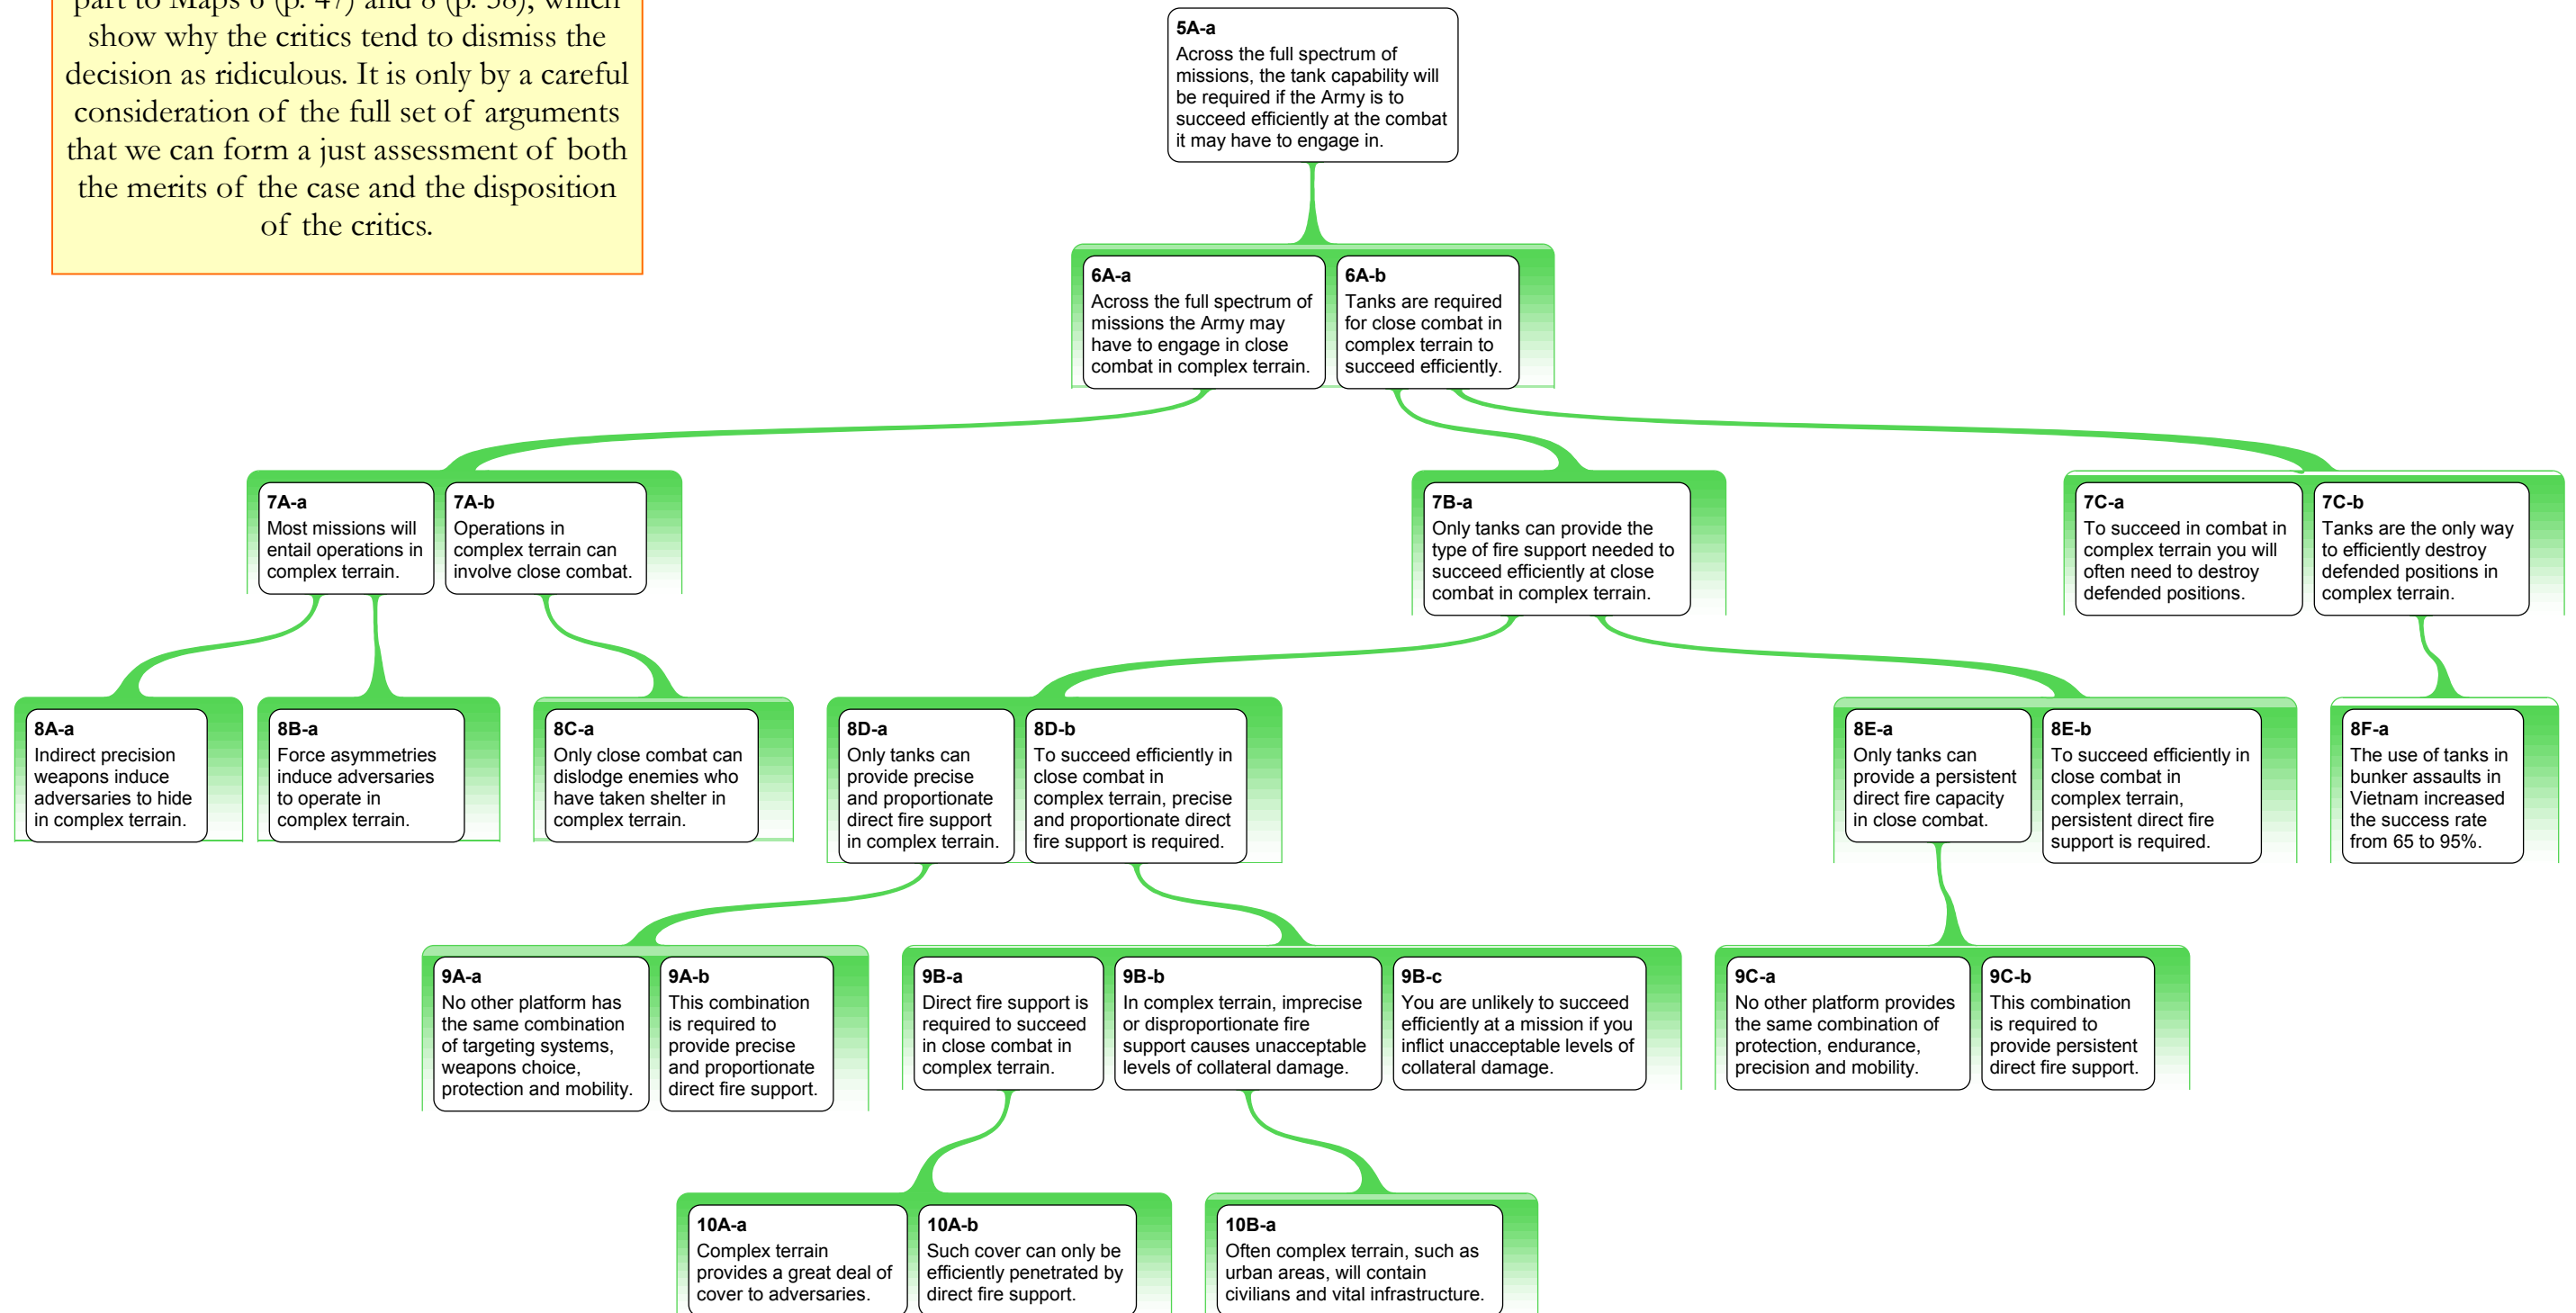 part to Maps 6 (p. 47) and 8 (p. 58), which
show why the critics tend to dismiss the
decision as ridiculous. It is only by a careful
consideration of the full set of arguments
that we can form a just assessment of both
the merits of the case and the disposition
of the critics.
5A-a
Across the full spectrum of
missions, the tank capability will
be required if the Army is to
succeed efficiently at the combat
it may have to engage in.
6A-a
Across the full spectrum of
missions the Army may
have to engage in close
combat in complex terrain.
6A-b
Tanks are required
for close combat in
complex terrain to
succeed efficiently.
7A-a
Most missions will
entail operations in
complex terrain.
7A-b
Operations in
complex terrain can
involve close combat.
7B-a
Only tanks can provide the
type of fire support needed to
succeed efficiently at close
combat in complex terrain.
7C-a
To succeed in combat in
complex terrain you will
often need to destroy
defended positions.
7C-b
Tanks are the only way
to efficiently destroy
defended positions in
complex terrain.
8A-a
Indirect precision
weapons induce
adversaries to hide
in complex terrain.
8B-a
Force asymmetries
induce adversaries
to operate in
complex terrain.
8C-a
Only close combat can
dislodge enemies who
have taken shelter in
complex terrain.
8D-a
Only tanks can
provide precise
and proportionate
direct fire support
in complex terrain.
8D-b
To succeed efficiently in
close combat in
complex terrain, precise
and proportionate direct
fire support is required.
8E-a
Only tanks can
provide a persistent
direct fire capacity
in close combat.
8E-b
To succeed efficiently in
close combat in
complex terrain,
persistent direct fire
support is required.
8F-a
The use of tanks in
bunker assaults in
Vietnam increased
the success rate
from 65 to 95%.
9A-a
No other platform has
the same combination
of targeting systems,
weapons choice,
protection and mobility.
9A-b
This combination
is required to
provide precise
and proportionate
direct fire support.
9B-a
Direct fire support is
required to succeed
in close combat in
complex terrain.
9B-b
In complex terrain, imprecise
or disproportionate fire
support causes unacceptable
levels of collateral damage.
9B-c
You are unlikely to succeed
efficiently at a mission if you
inflict unacceptable levels of
collateral damage.
9C-a
No other platform provides
the same combination of
protection, endurance,
precision and mobility.
9C-b
This combination
is required to
provide persistent
direct fire support.
10A-a
Complex terrain
provides a great deal of
cover to adversaries.
10A-b
Such cover can only be
efficiently penetrated by
direct fire support.
10B-a
Often complex terrain, such as
urban areas, will contain
civilians and vital infrastructure.